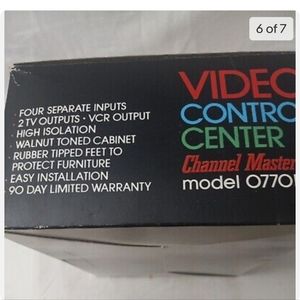 6 of 7
· FOUR SEPARATE INPUTS
· 2 TV OUTPUTS · VCR OUTPUT
· HIGH ISOLATION
· WALNUT TONED CABINET
· RUBBER TIPPED FEET TO
PROTECT FURNITURE
· EASY INSTALLATION
· 90 DAY LIMITED WARRANTY
VIDEO
CONTRO
CENTER
Channel Master
model 0770